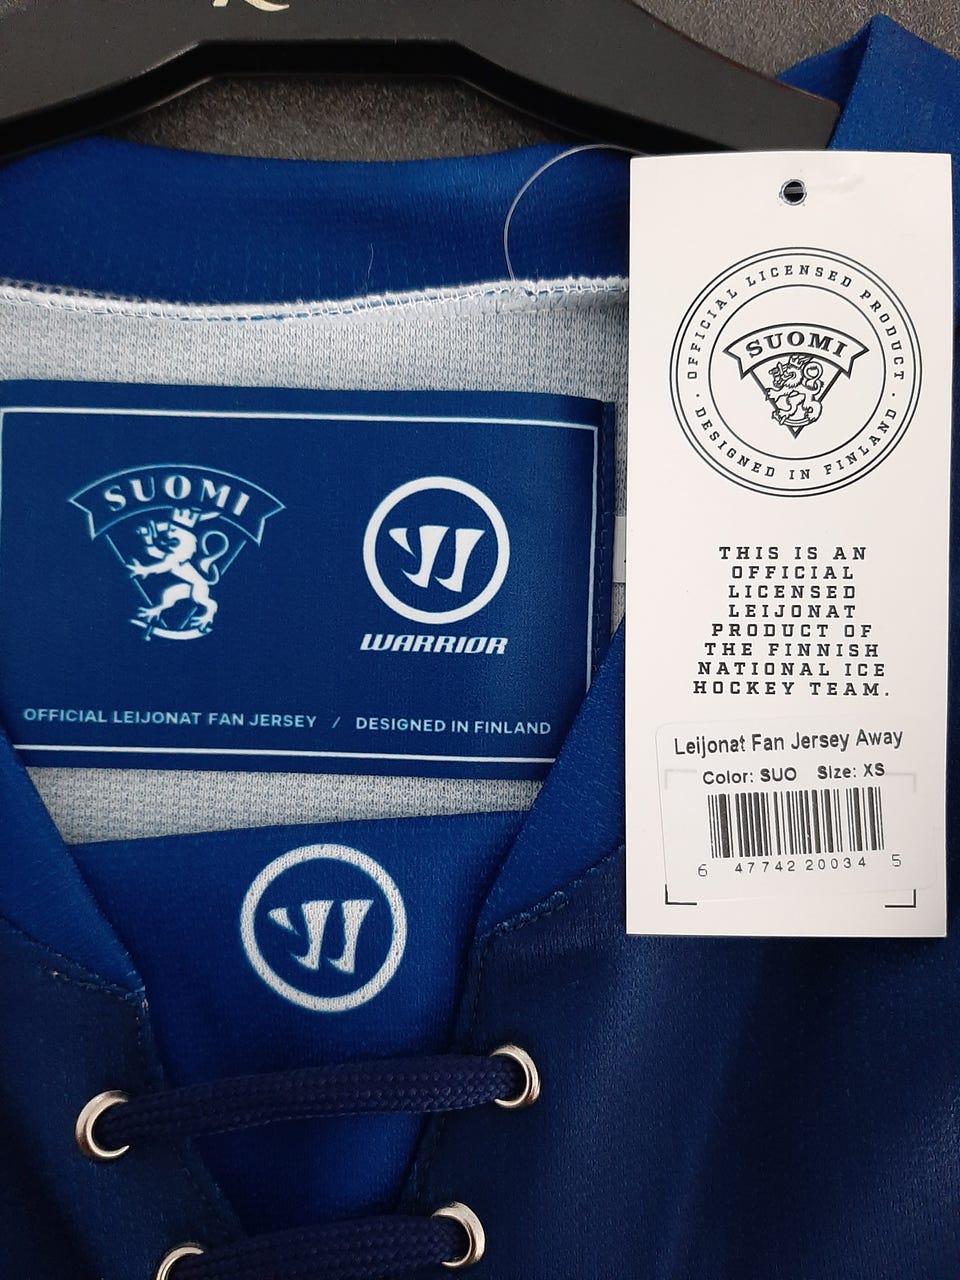 SUOMI
WARRIOR
OFFICIAL LEIJONAT FAN JERSEY / DESIGNED IN FINLAND
OFFICIAL LICENSED PRODUCT
SUOMI
· DESIGNED IN FINLAND ·
THIS IS AN
OFFICIAL
LICENSED
LEIJONAT
PRODUCT OF
THE FINNISH
NATIONAL ICE
HOCKEY TEAM.
Leijonat Fan Jersey Away
Color: SUO Size: XS
6 47742 20034 5